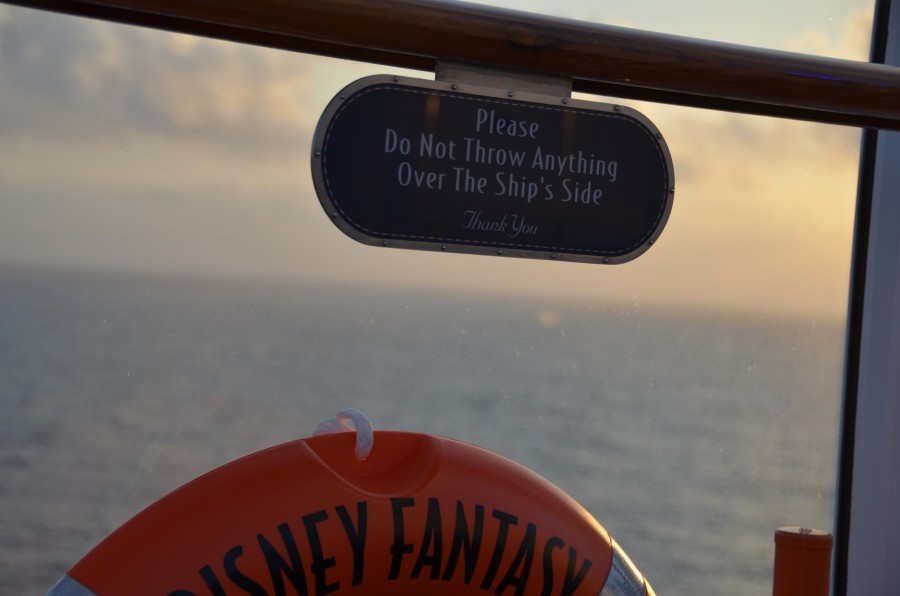 Please
Do Not Throw Anything
Over The Ship's Side
Thank You
DISNEY FANTASY